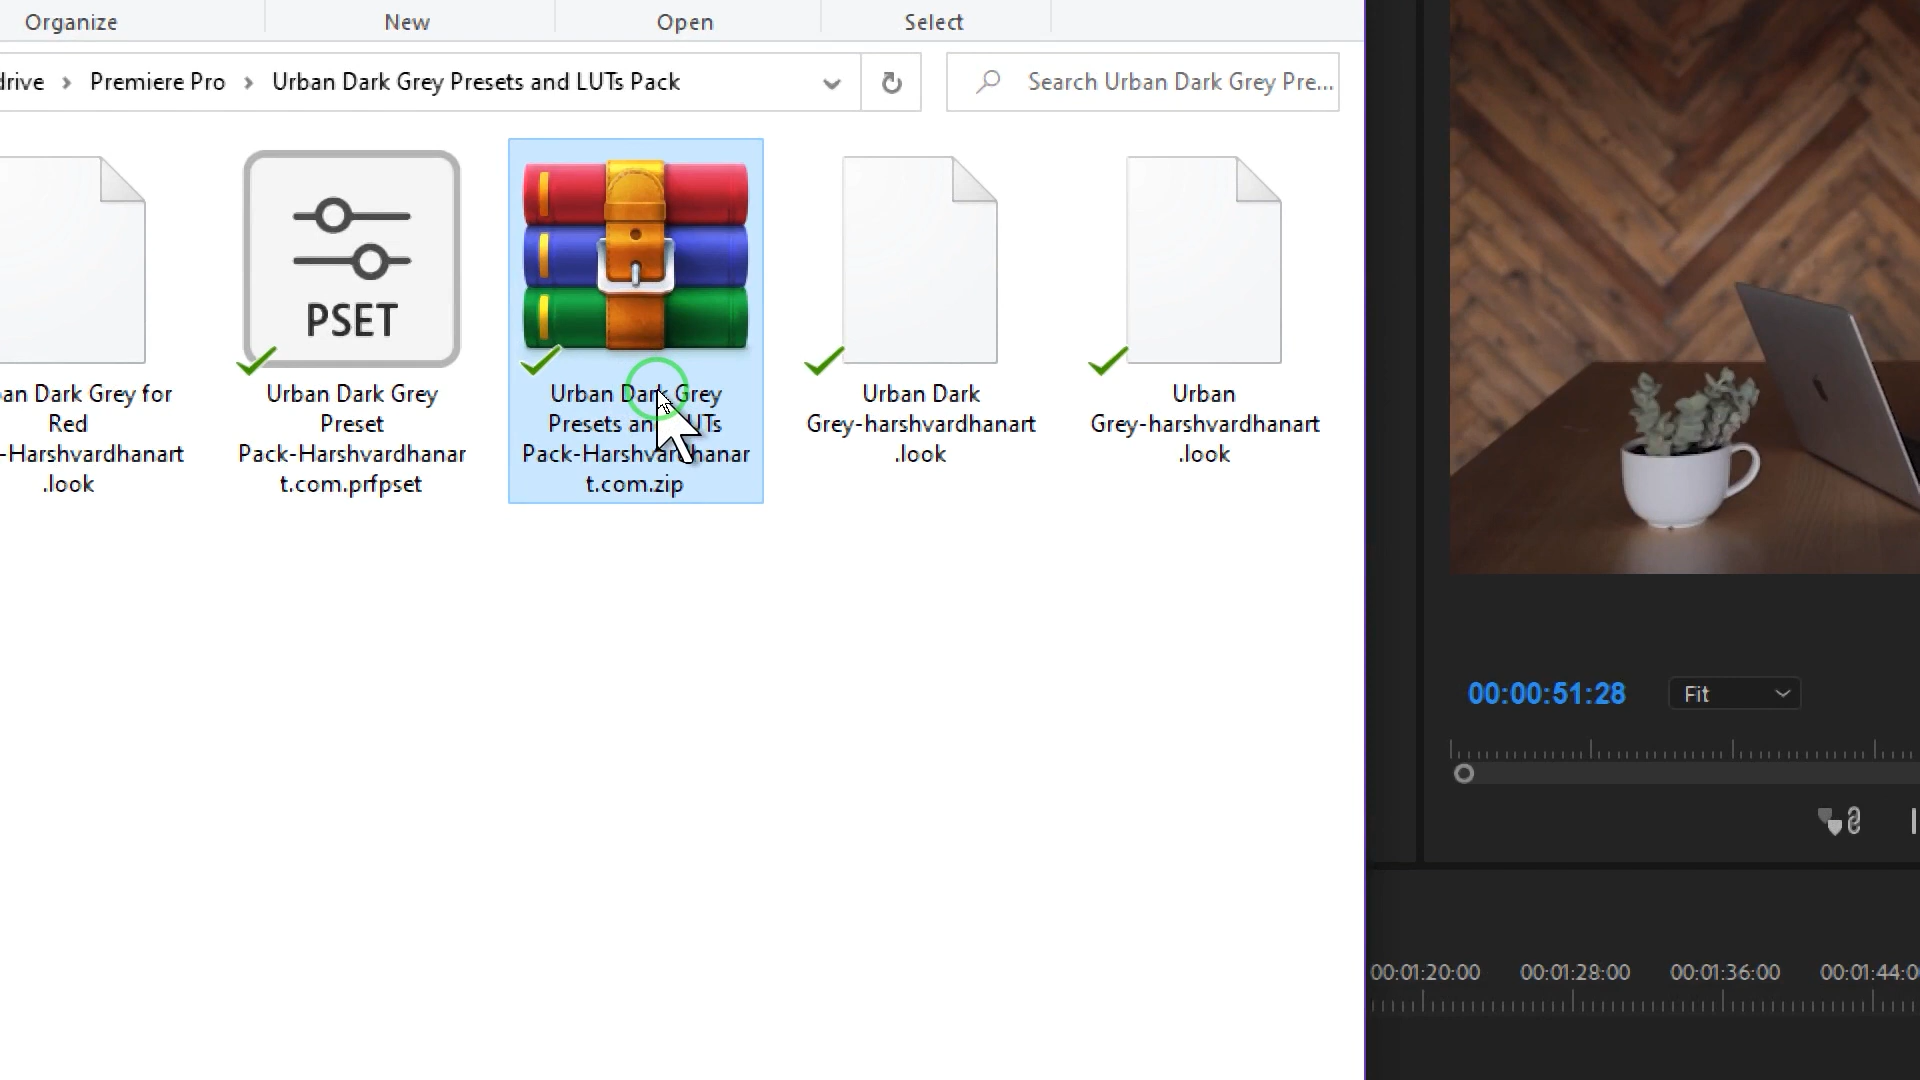 Organize
New
Open
Select
drive
Premiere Pro
Urban Dark Grey Presets and LUTs Pack
Search Urban Dark Grey Pre...
an Dark Grey for
Red
-Harshvardhanart
.look
PSET
Urban Dark Grey
Preset
Pack-Harshvardhanar
t.com.prfpset
Urban Dark Grey
Presets and LUTs
Pack-Harshvardhanar
t.com.zip
Urban Dark
Grey-harshvardhanart
.look
Urban
Grey-harshvardhanart
.look
00:00:51:28
Fit
00:01:20:00
00:01:28:00
00:01:36:00
00:01:44:0